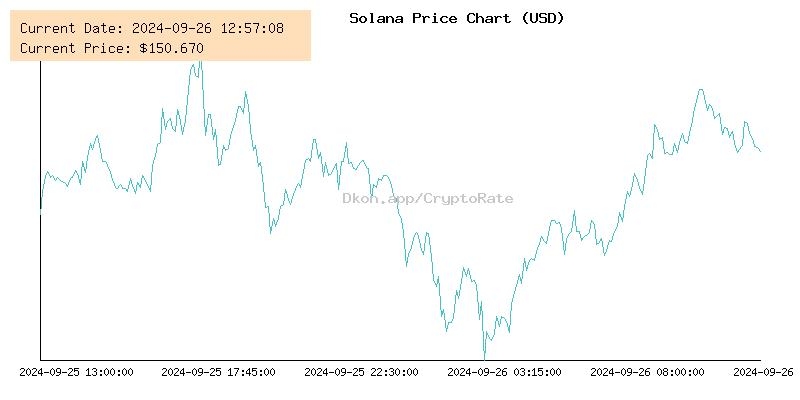 Solana Price Chart (USD)
Current Date: 2024-09-26 12:57:08
Current Price: $150.670
Dkon.app/CryptoRate
2024-09-25 13:00:00
2024-09-25 17:45:00
2024-09-25 22:30:00
2024-09-26 03:15:00
2024-09-26 08:00:00
2024-09-26